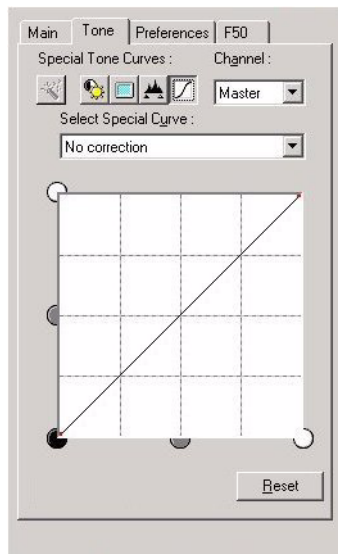 Main Tone Preferences F50
Special Tone Curves : Channel :
Master
Select Special Curve :
No correction
Reset